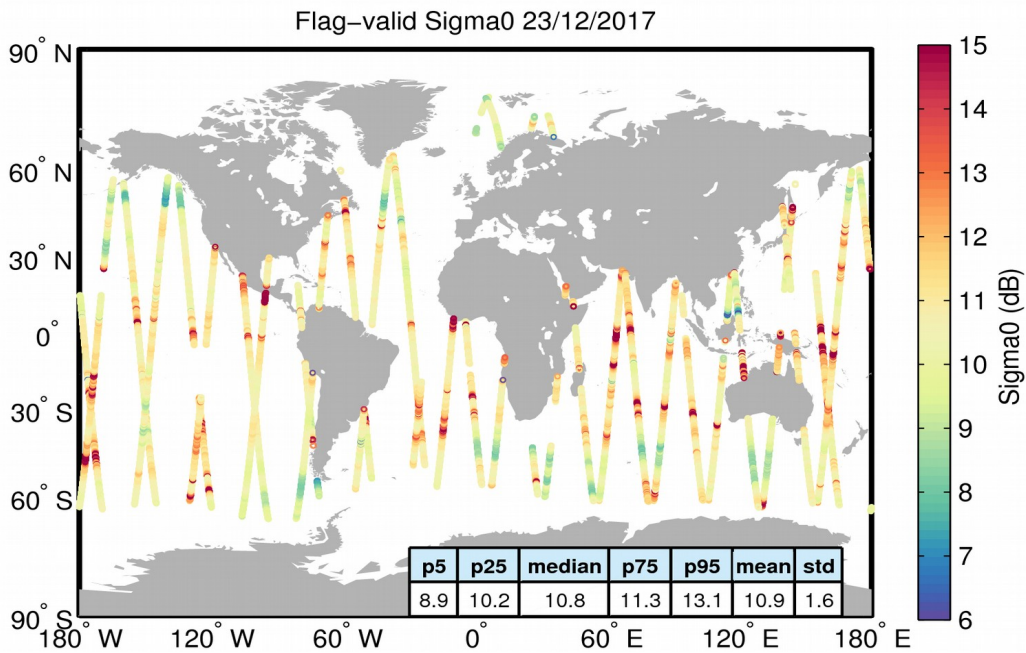 Flag−valid Sigma0 23/12/2017
90° N
60° N
30° N
0°
30° S
60° S
90° S
180° W
120° W
60° W
0°
60° E
120° E
180° E
15
14
13
12
11
10
9
8
7
6
Sigma0 (dB)
p5 p25 median p75 p95 mean std
8.9 10.2 10.8 11.3 13.1 10.9 1.6